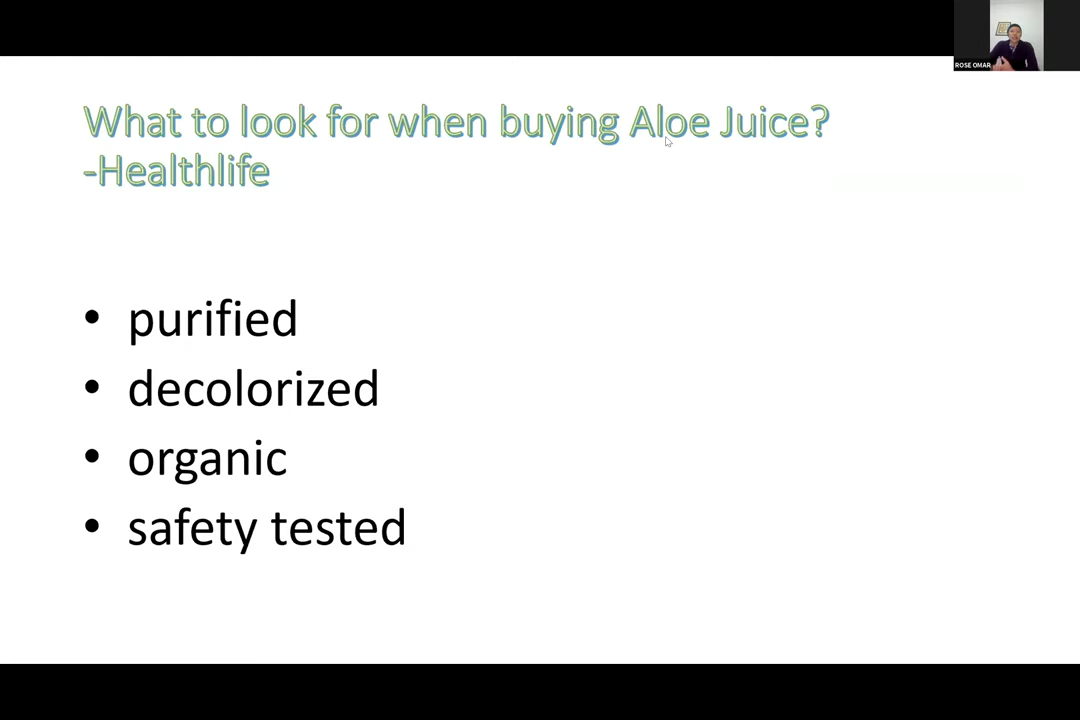 ROSE OMAR
What to look for when buying Aloe Juice?
-Healthlife
• purified
• decolorized
• organic
• safety tested